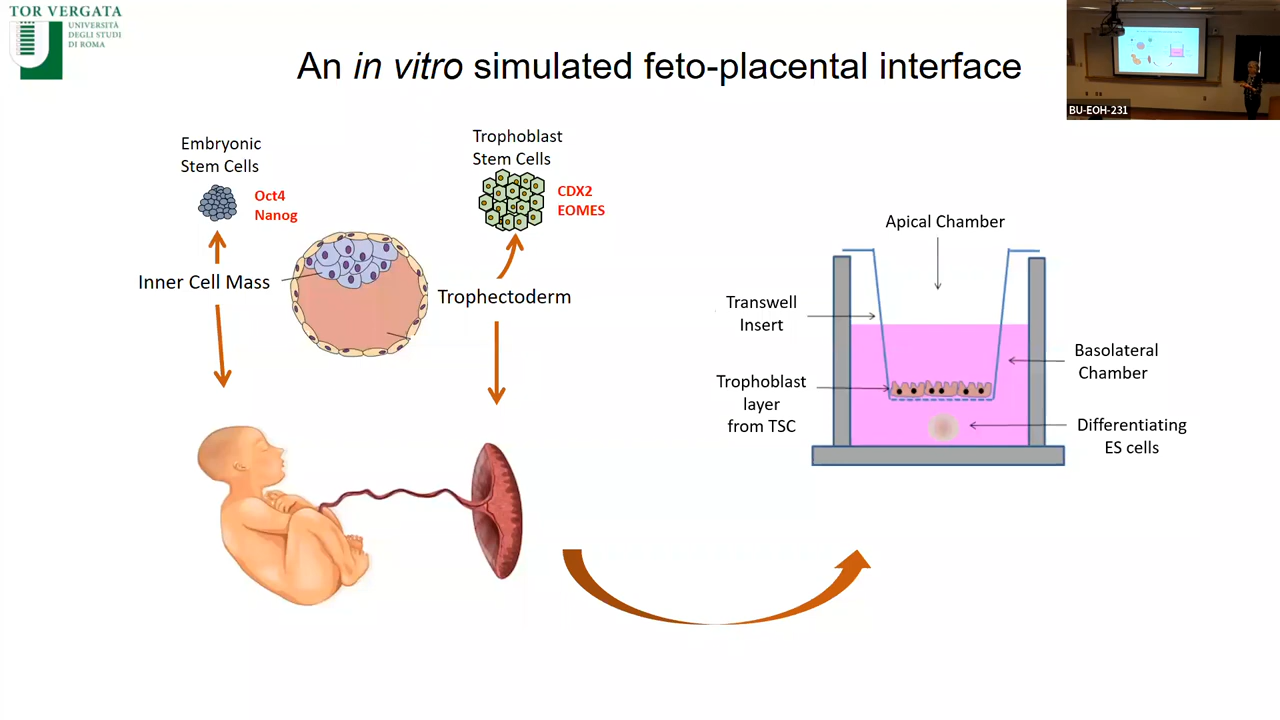 TOR VERGATA
UNIVERSITÀ
DEGLI STUDI
DI ROMA
An in vitro simulated feto-placental interface
BU-EOH-231
Embryonic
Stem Cells
Oct4
Nanog
Trophoblast
Stem Cells
CDX2
EOMES
Inner Cell Mass
Trophectoderm
Apical Chamber
Transwell
Insert
Basolateral
Chamber
Trophoblast
layer
from TSC
Differentiating
ES cells